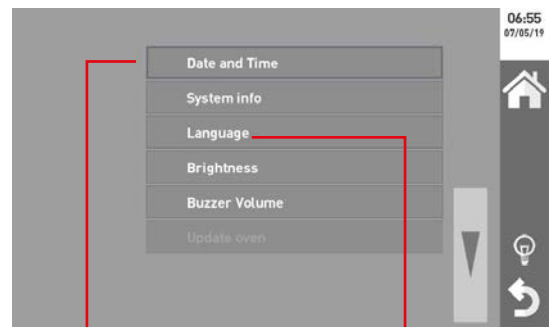 06:55
07/05/19
Date and Time
System info
Language
Brightness
Buzzer Volume
Update oven